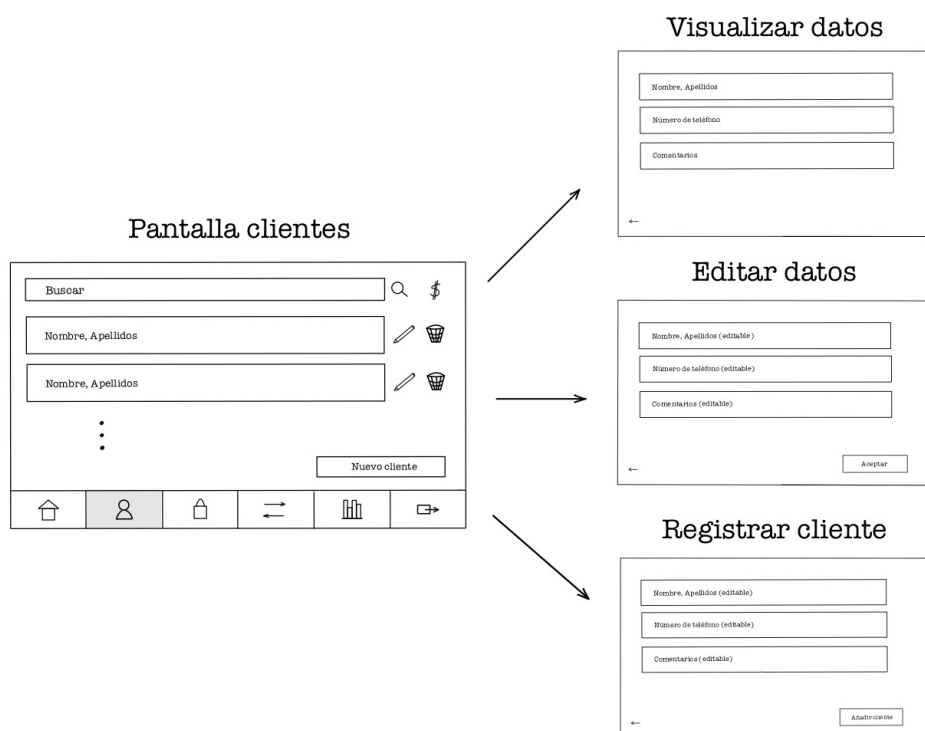 Pantalla clientes
Buscar
$
Nombre, Apellidos
Nombre, Apellidos
Nuevo cliente
Visualizar datos
Nombre, Apellidos
Número de teléfono
Comentarios
Editar datos
Nombre, Apellidos (editable)
Número de teléfono (editable)
Comentarios (editable)
Aceptar
Registrar cliente
Nombre, Apellidos (editable)
Número de teléfono (editable)
Comentarios (editable)
Añadir cliente